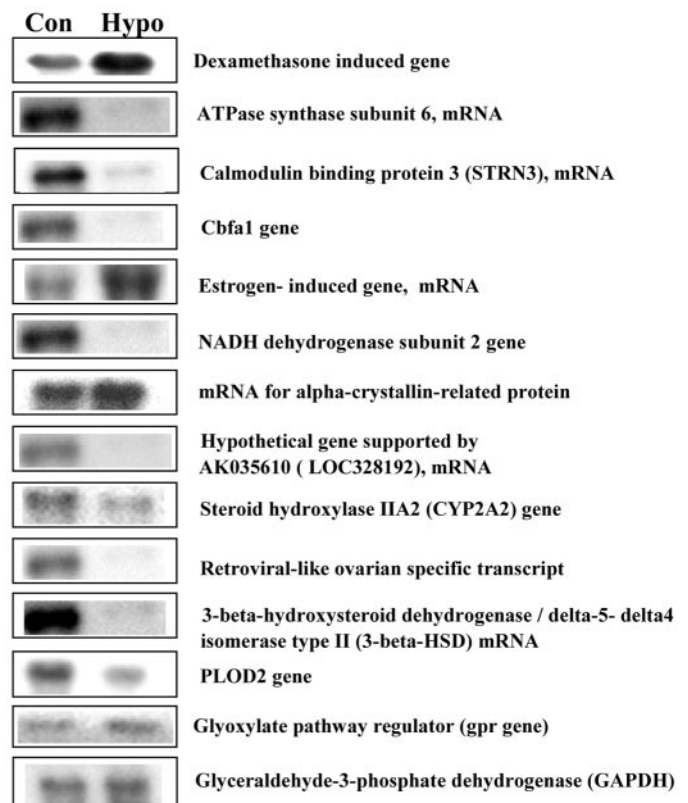 Con Hypo
Dexamethasone induced gene
ATPase synthase subunit 6, mRNA
Calmodulin binding protein 3 (STRN3), mRNA
Cbfa1 gene
Estrogen- induced gene, mRNA
NADH dehydrogenase subunit 2 gene
mRNA for alpha-crystallin-related protein
Hypothetical gene supported by
AK035610 ( LOC328192), mRNA
Steroid hydroxylase IIA2 (CYP2A2) gene
Retroviral-like ovarian specific transcript
3-beta-hydroxysteroid dehydrogenase / delta-5- delta4
isomerase type II (3-beta-HSD) mRNA
PLOD2 gene
Glyoxylate pathway regulator (gpr gene)
Glyceraldehyde-3-phosphate dehydrogenase (GAPDH)